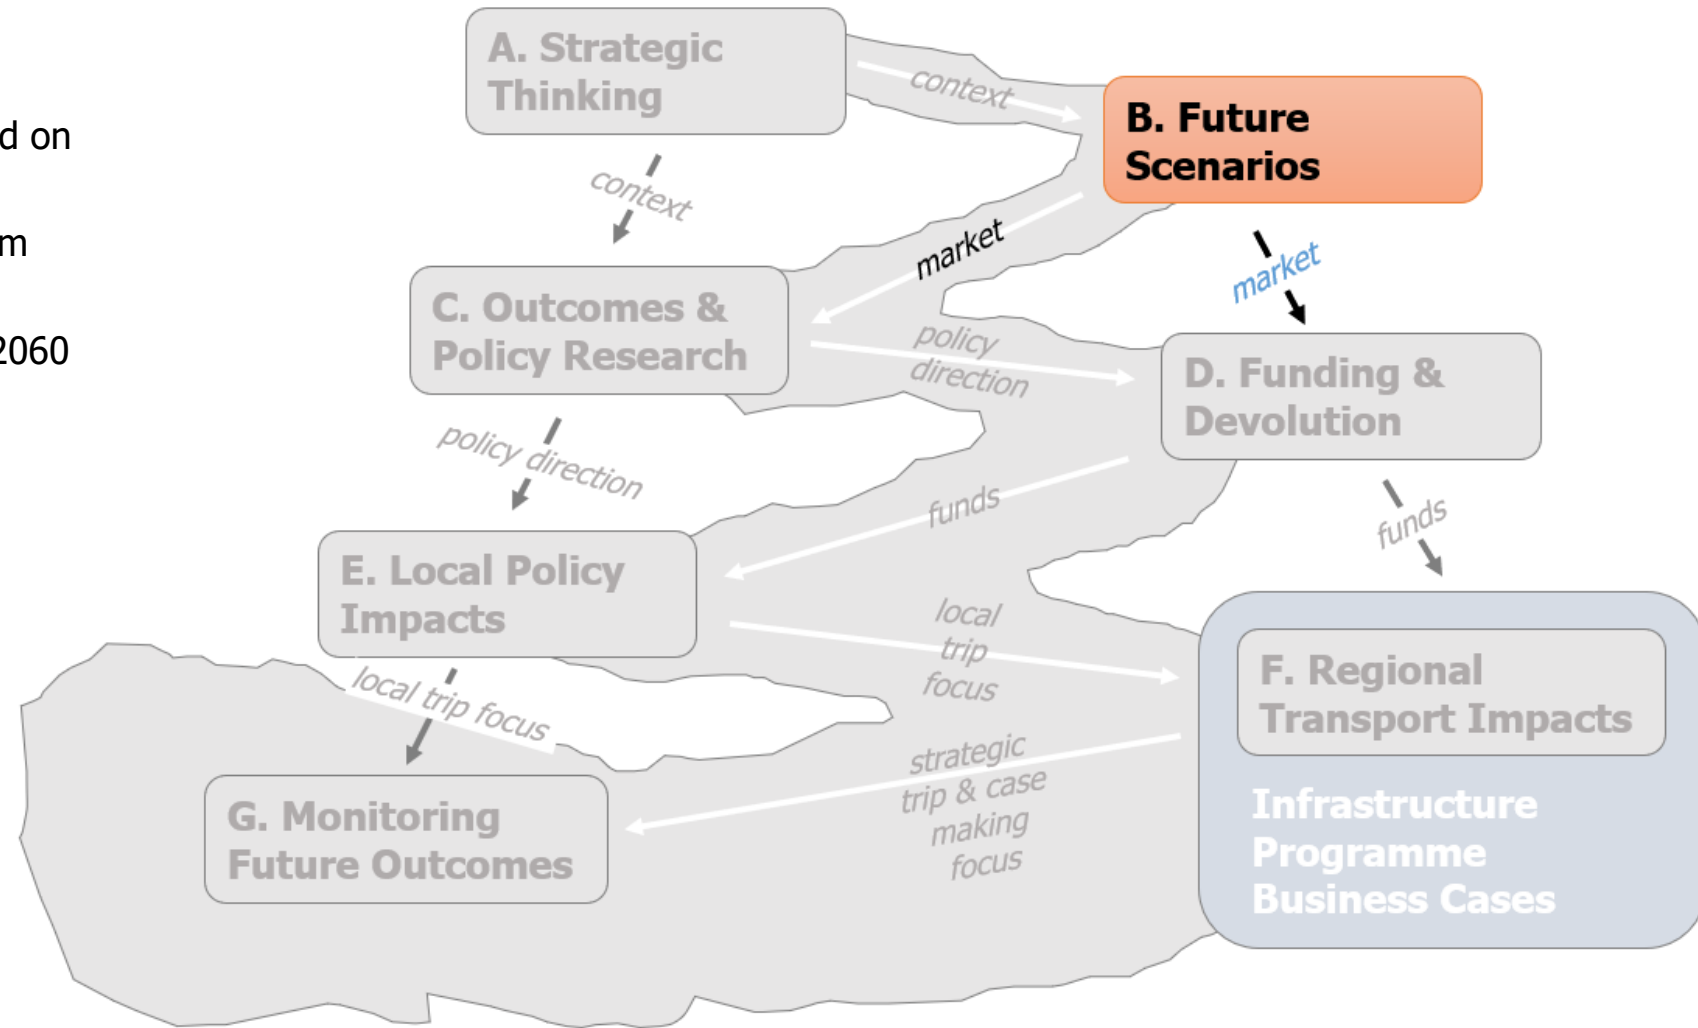 d on
m
2060
A. Strategic
Thinking
context
B. Future
Scenarios
context
market
market
C. Outcomes &
Policy Research
policy
direction
D. Funding &
Devolution
policy direction
funds
funds
E. Local Policy
Impacts
local
trip
focus
F. Regional
Transport Impacts
local trip focus
strategic
trip & case
making
focus
G. Monitoring
Future Outcomes
Infrastructure
Programme
Business Cases